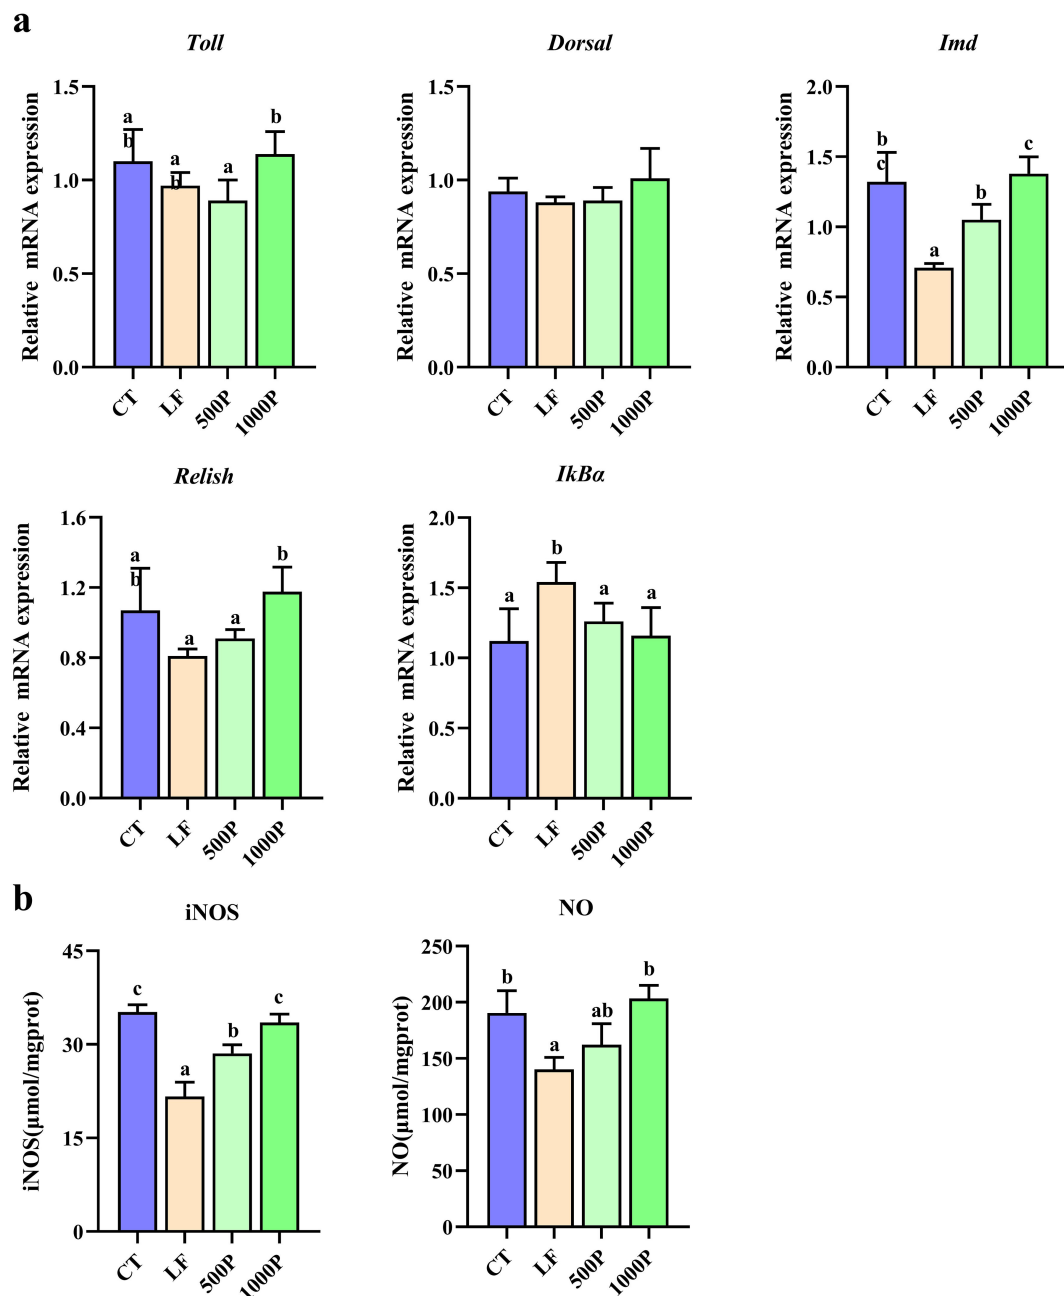 a
Toll
Relative mRNA expression
1.5
1.0
0.5
0.0
a
b
a
b
a
b
CT
LF
500P
1000P
Dorsal
Relative mRNA expression
1.5
1.0
0.5
0.0
CT
LF
500P
1000P
Imd
Relative mRNA expression
2.0
1.5
1.0
0.5
0.0
b
c
a
b
c
CT
LF
500P
1000P
Relish
Relative mRNA expression
1.6
1.2
0.8
0.4
0.0
a
b
a
a
b
CT
LF
500P
1000P
IkBα
Relative mRNA expression
2.0
1.5
1.0
0.5
0.0
a
b
a
a
CT
LF
500P
1000P
b
iNOS
iNOS(μmol/mgprot)
45
30
15
0
c
a
b
c
CT
LF
500P
1000P
NO
NO(μmol/mgprot)
250
200
150
100
50
0
b
a
ab
b
CT
LF
500P
1000P